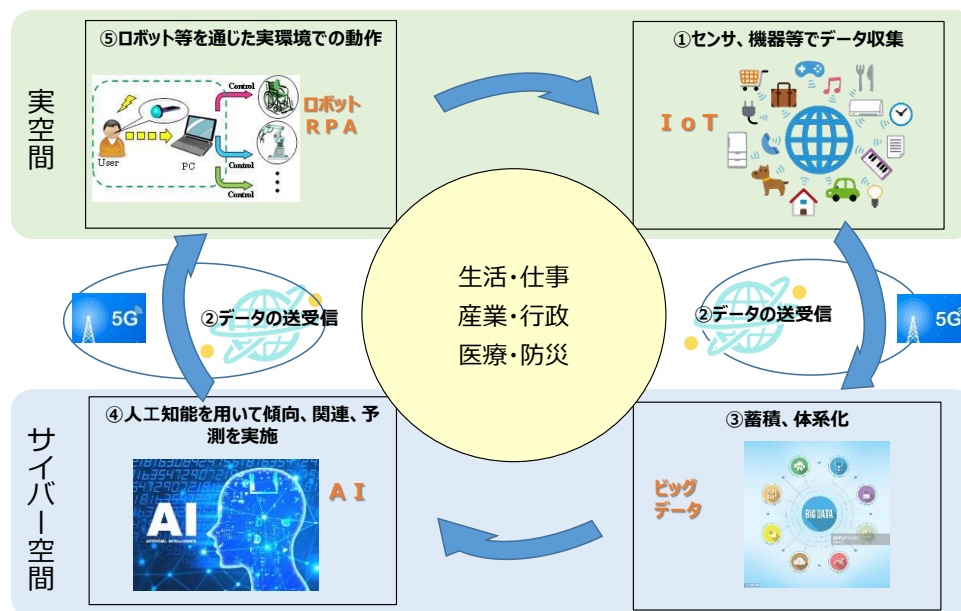 実空間
⑤ロボット等を通じた実環境での動作
Control
ロボット
RPA
User
PC
Control
Control
①センサ、機器等でデータ収集
IoT
生活・仕事
産業・行政
医療・防災
5G
②データの送受信
②データの送受信
5G
サイバー空間
④人工知能を用いて傾向、関連、予
測を実施
AI
ARTIFICIAL INTELLIGENCE
AI
③蓄積、体系化
ビッグ
データ
BIG DATA